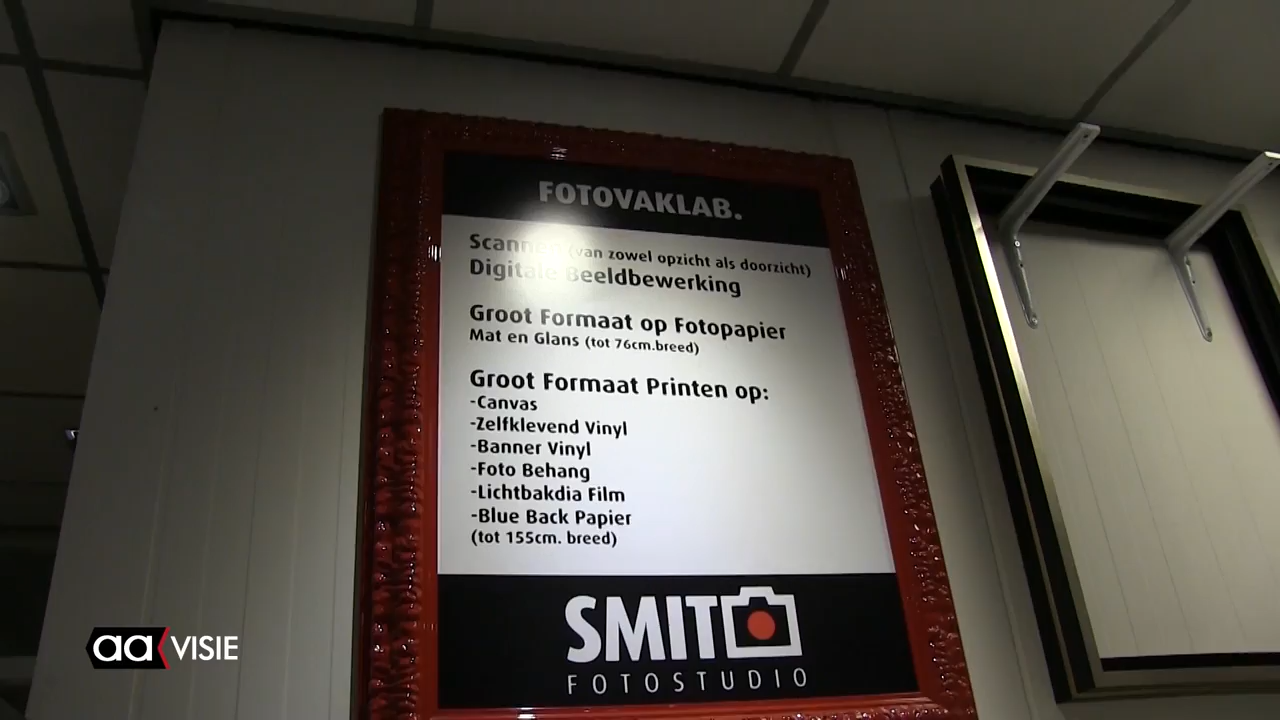 FOTOVAKLAB.
Scannen (van zowel opzicht als doorzicht)
Digitale Beeldbewerking
Groot Formaat op Fotopapier
Mat en Glans (tot 76cm.breed)
Groot Formaat Printen op:
-Canvas
-Zelfklevend Vinyl
-Banner Vinyl
-Foto Behang
-Lichtbakdia Film
-Blue Back Papier
(tot 155cm. breed)
SMIT
FOTOSTUDIO
aa VISIE